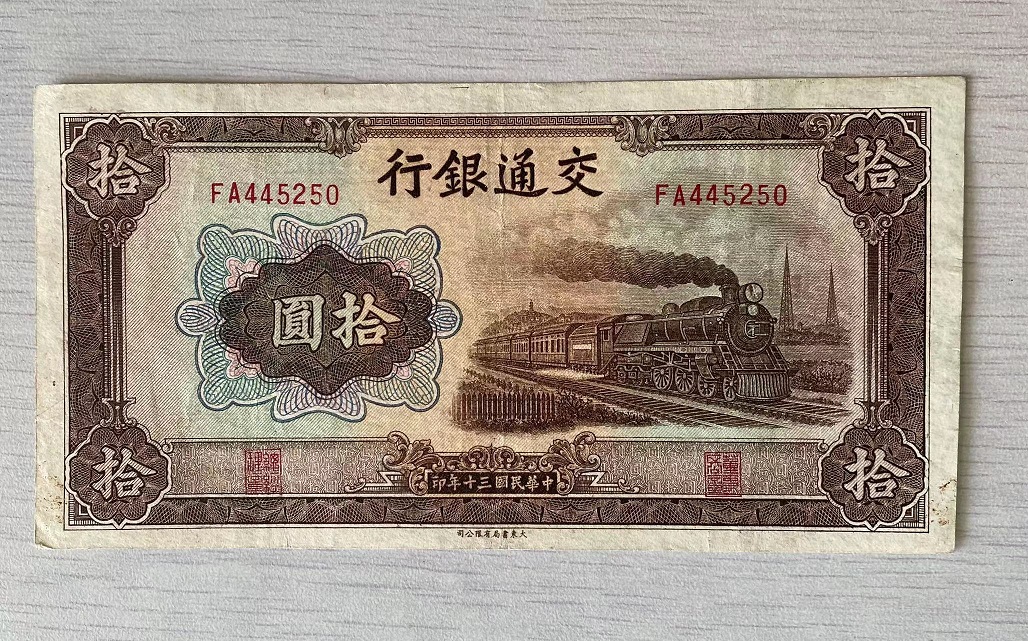 交通銀行
拾
拾
FA445250
FA445250
拾圓
中華民國三十年印
拾
拾
大東書局有限公司